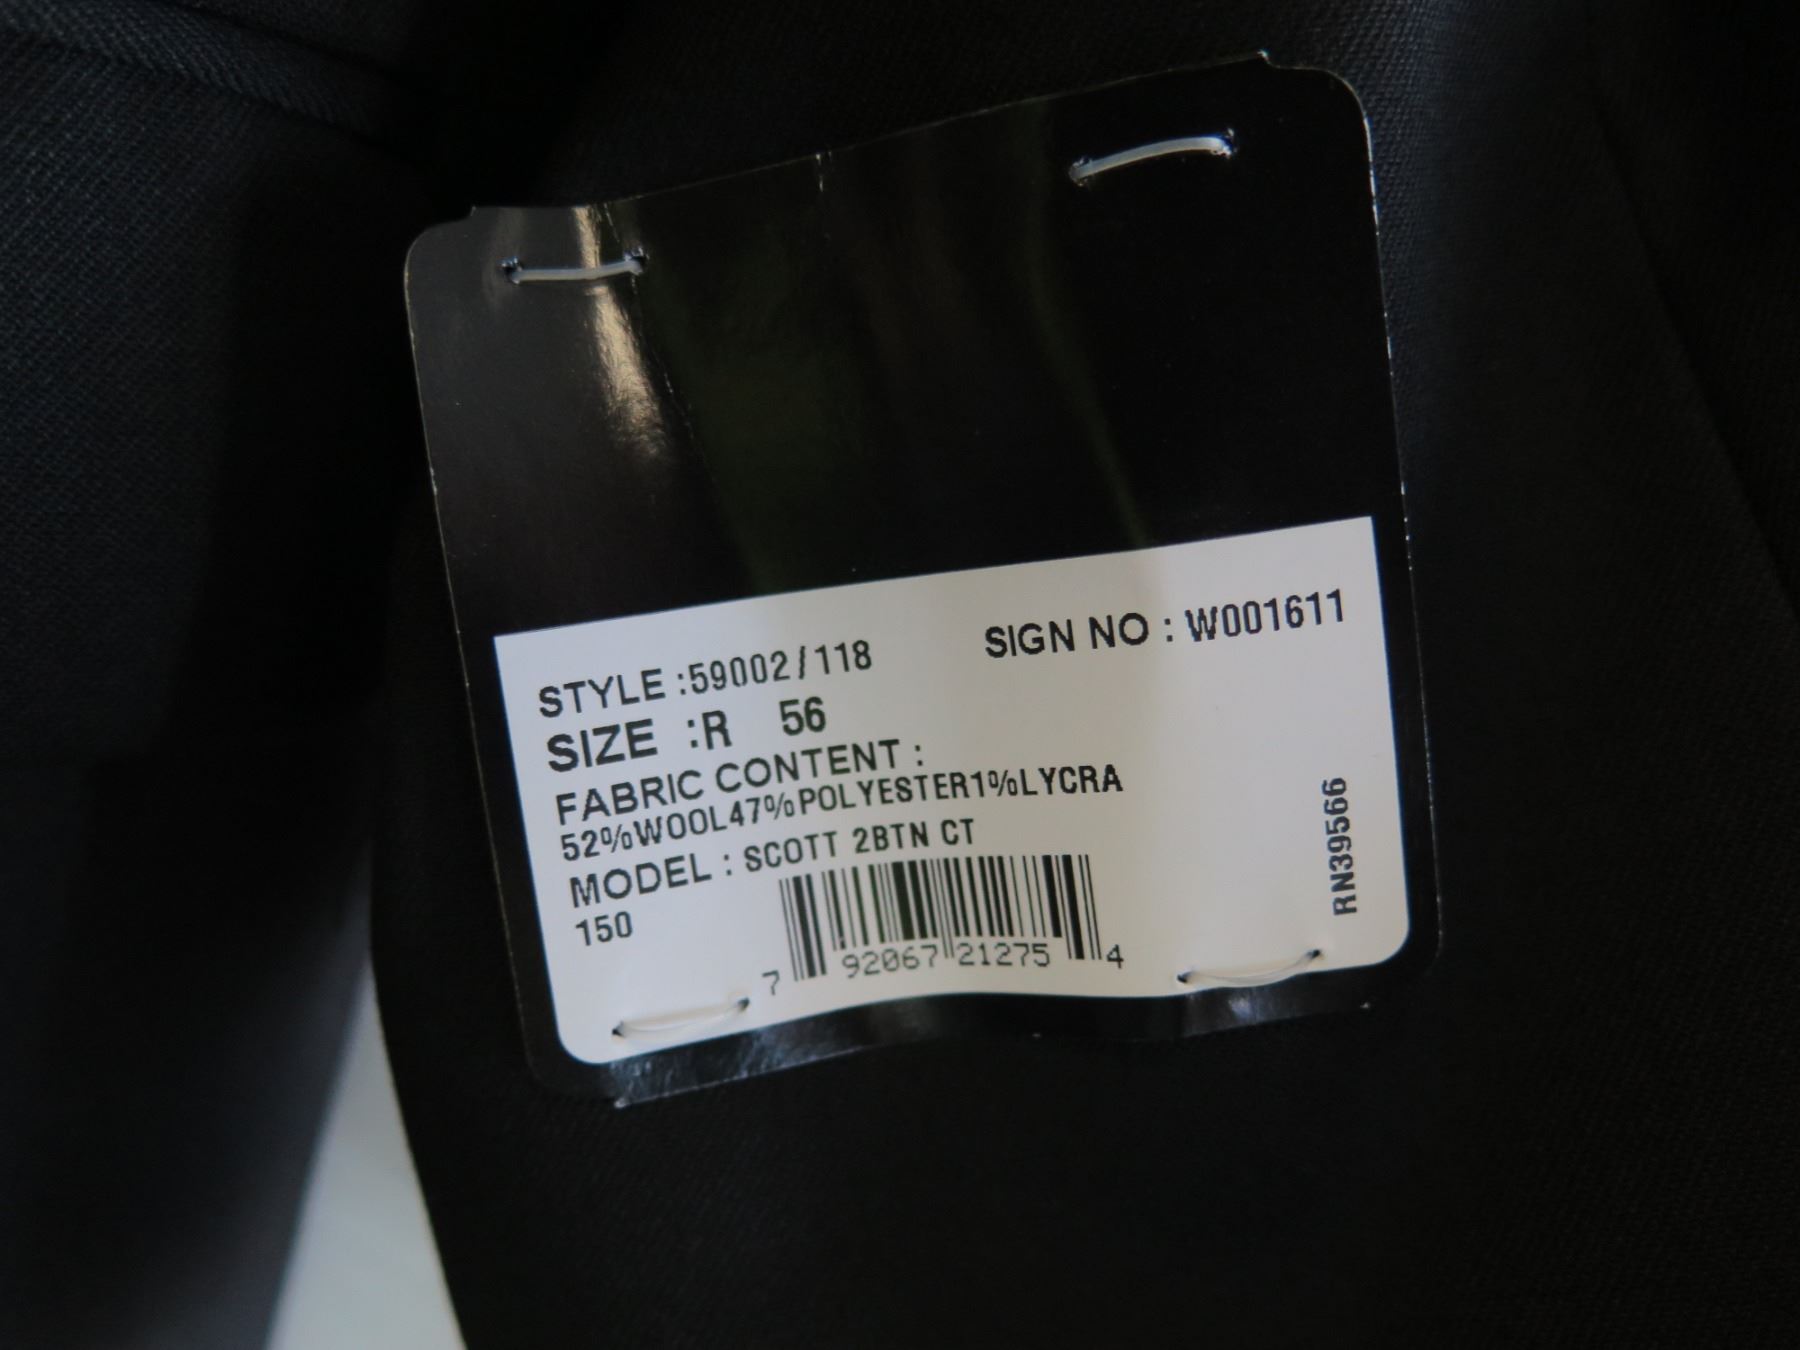 STYLE :59002/118 SIGN NO : W001611
SIZE :R 56
FABRIC CONTENT :
52%WOOL47%POLYESTER1%LYCRA
MODEL : SCOTT 2BTN CT
150
7 92067 21275 4
RN39566